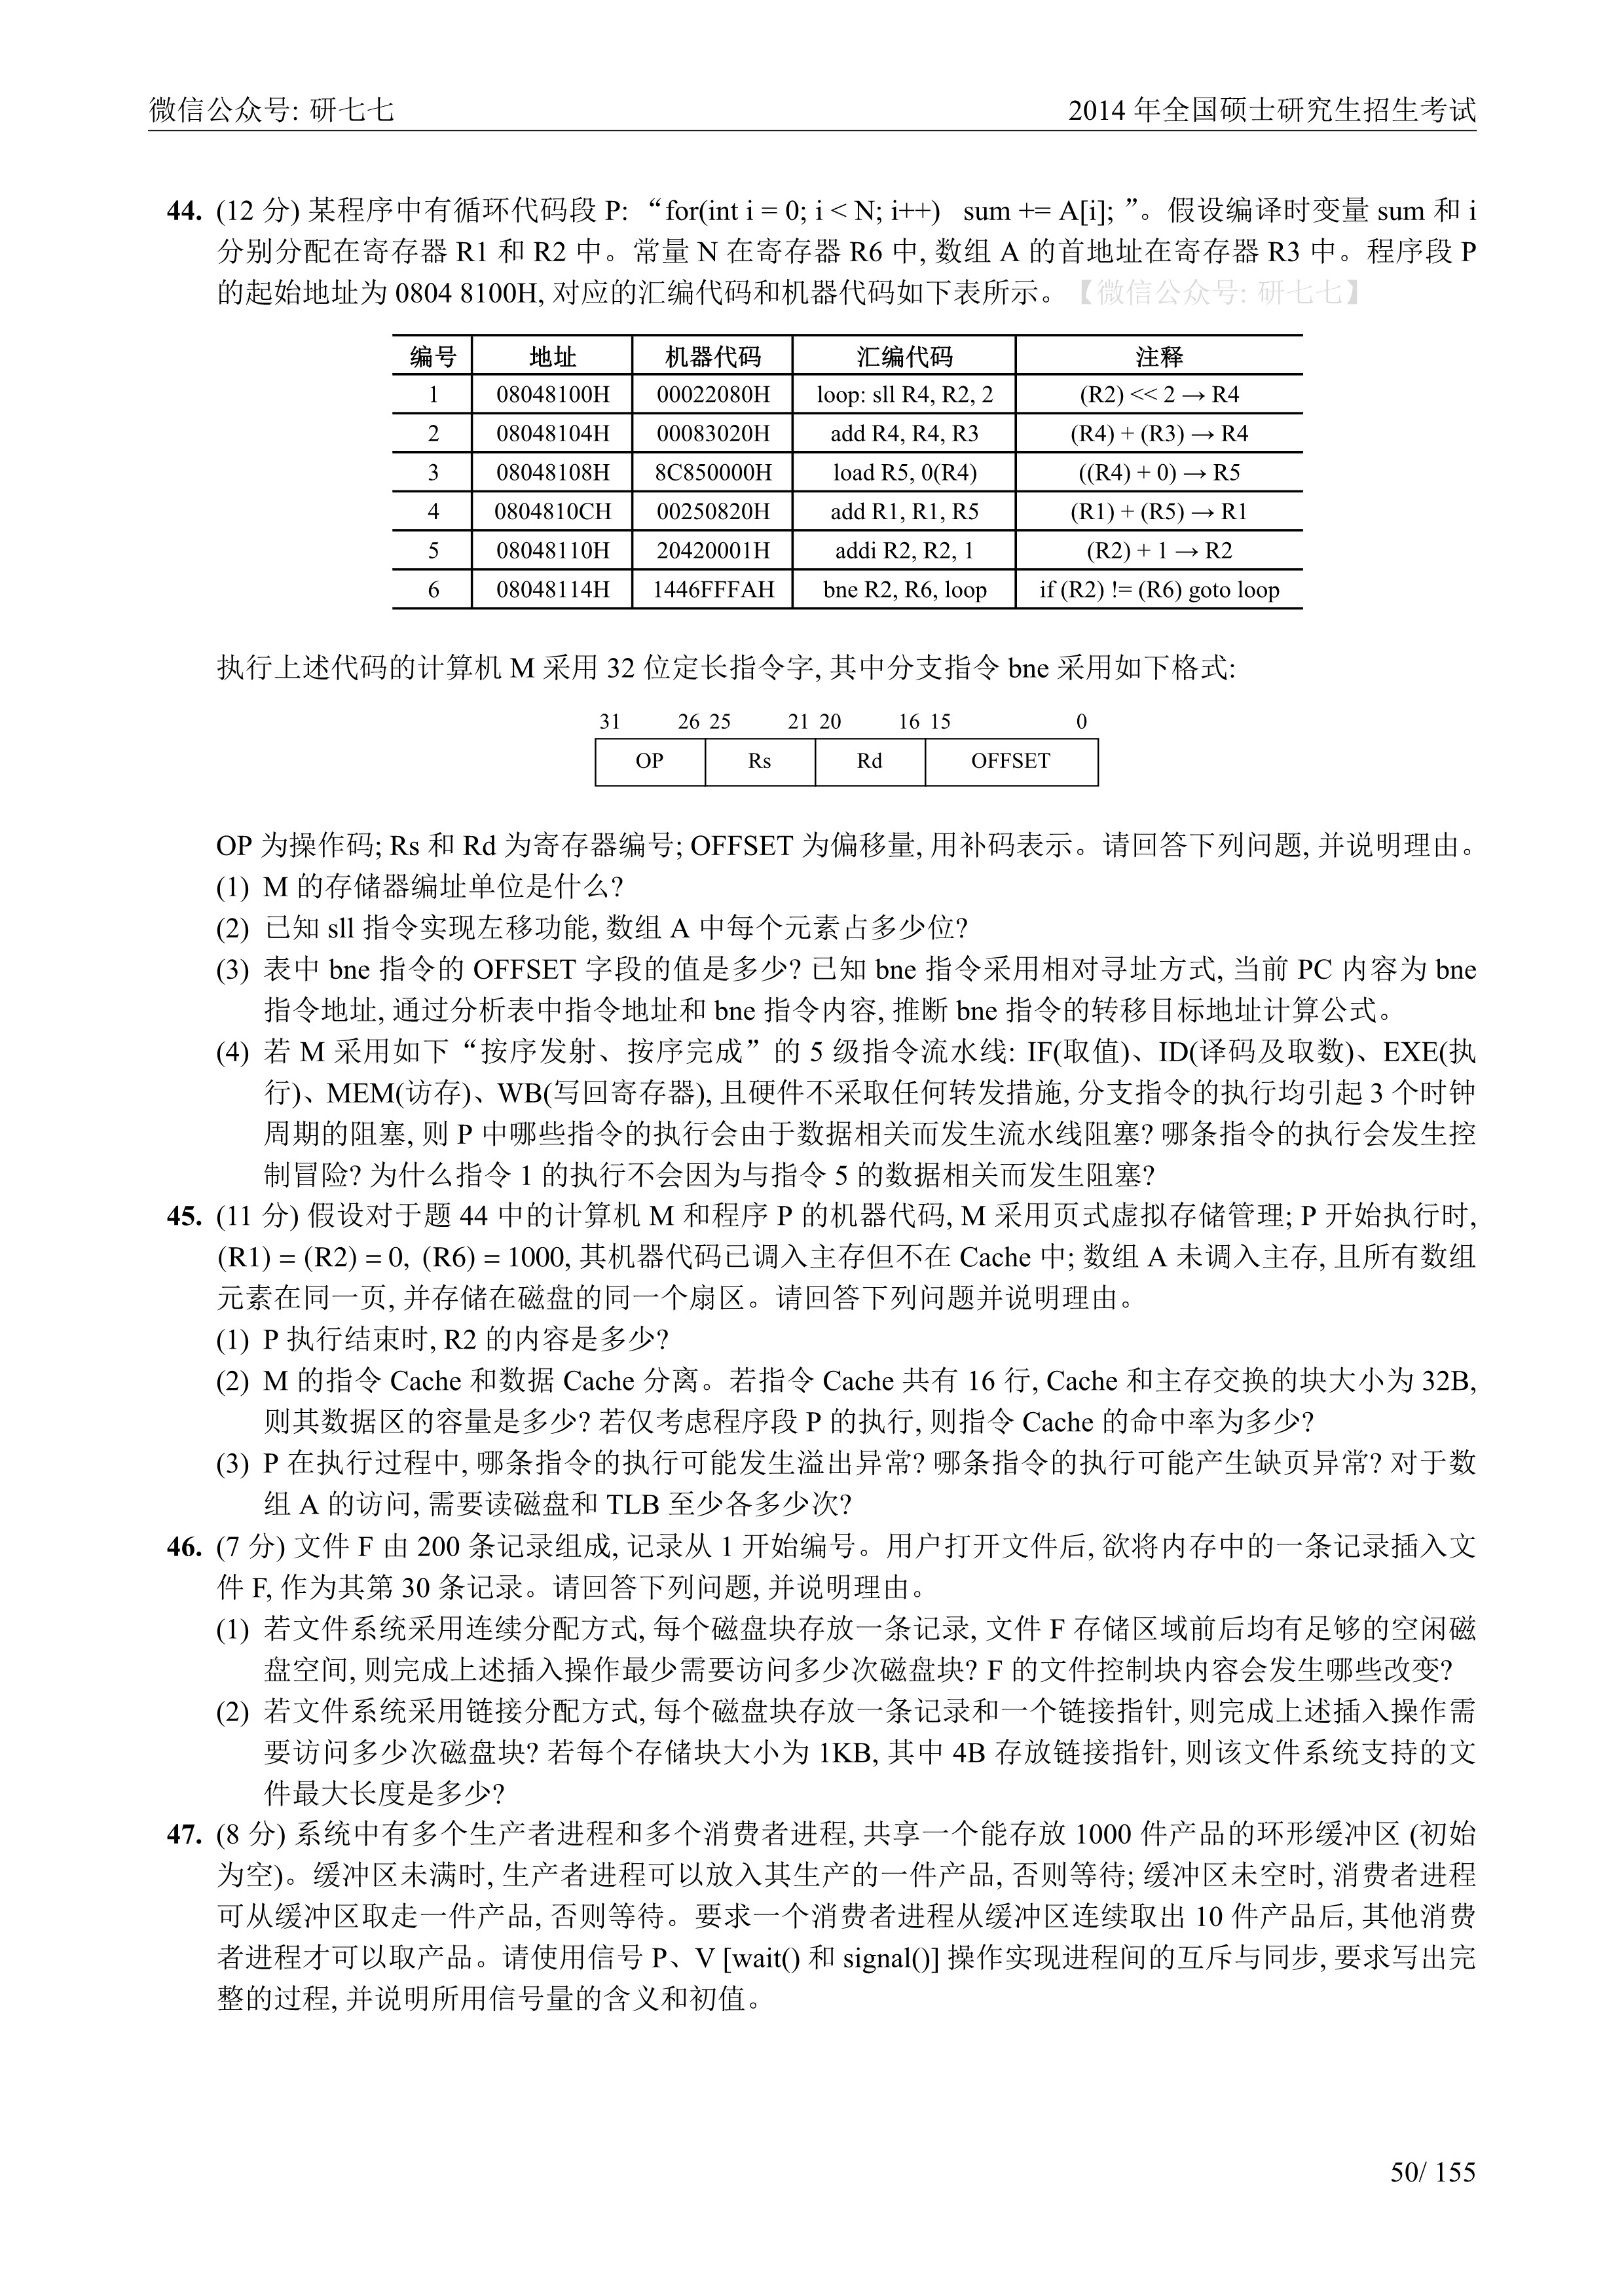 微信公众号: 研七七 2014 年全国硕士研究生招生考试
44. (12 分) 某程序中有循环代码段 P: “for(int i = 0; i < N; i++) sum += A[i]; ”。假设编译时变量 sum 和 i
分别分配在寄存器 R1 和 R2 中。常量 N 在寄存器 R6 中, 数组 A 的首地址在寄存器 R3 中。程序段 P
的起始地址为 0804 8100H, 对应的汇编代码和机器代码如下表所示。【微信公众号: 研七七】
编号 地址 机器代码 汇编代码 注释
1 08048100H 00022080H loop: sll R4, R2, 2 (R2) << 2 → R4
2 08048104H 00083020H add R4, R4, R3 (R4) + (R3) → R4
3 08048108H 8C850000H load R5, 0(R4) ((R4) + 0) → R5
4 0804810CH 00250820H add R1, R1, R5 (R1) + (R5) → R1
5 08048110H 20420001H addi R2, R2, 1 (R2) + 1 → R2
6 08048114H 1446FFFAH bne R2, R6, loop if (R2) != (R6) goto loop
执行上述代码的计算机 M 采用 32 位定长指令字, 其中分支指令 bne 采用如下格式:
31 26 25 21 20 16 15 0
OP Rs Rd OFFSET
OP 为操作码; Rs 和 Rd 为寄存器编号; OFFSET 为偏移量, 用补码表示。请回答下列问题, 并说明理由。
(1) M 的存储器编址单位是什么?
(2) 已知 sll 指令实现左移功能, 数组 A 中每个元素占多少位?
(3) 表中 bne 指令的 OFFSET 字段的值是多少? 已知 bne 指令采用相对寻址方式, 当前 PC 内容为 bne
指令地址, 通过分析表中指令地址和 bne 指令内容, 推断 bne 指令的转移目标地址计算公式。
(4) 若 M 采用如下“按序发射、按序完成”的 5 级指令流水线: IF(取值)、ID(译码及取数)、EXE(执
行)、MEM(访存)、WB(写回寄存器), 且硬件不采取任何转发措施, 分支指令的执行均引起 3 个时钟
周期的阻塞, 则 P 中哪些指令的执行会由于数据相关而发生流水线阻塞? 哪条指令的执行会发生控
制冒险? 为什么指令 1 的执行不会因为与指令 5 的数据相关而发生阻塞?
45. (11 分) 假设对于题 44 中的计算机 M 和程序 P 的机器代码, M 采用页式虚拟存储管理; P 开始执行时,
(R1) = (R2) = 0, (R6) = 1000, 其机器代码已调入主存但不在 Cache 中; 数组 A 未调入主存, 且所有数组
元素在同一页, 并存储在磁盘的同一个扇区。请回答下列问题并说明理由。
(1) P 执行结束时, R2 的内容是多少?
(2) M 的指令 Cache 和数据 Cache 分离。若指令 Cache 共有 16 行, Cache 和主存交换的块大小为 32B,
则其数据区的容量是多少? 若仅考虑程序段 P 的执行, 则指令 Cache 的命中率为多少?
(3) P 在执行过程中, 哪条指令的执行可能发生溢出异常? 哪条指令的执行可能产生缺页异常? 对于数
组 A 的访问, 需要读磁盘和 TLB 至少各多少次?
46. (7 分) 文件 F 由 200 条记录组成, 记录从 1 开始编号。用户打开文件后, 欲将内存中的一条记录插入文
件 F, 作为其第 30 条记录。请回答下列问题, 并说明理由。
(1) 若文件系统采用连续分配方式, 每个磁盘块存放一条记录, 文件 F 存储区域前后均有足够的空闲磁
盘空间, 则完成上述插入操作最少需要访问多少次磁盘块? F 的文件控制块内容会发生哪些改变?
(2) 若文件系统采用链接分配方式, 每个磁盘块存放一条记录和一个链接指针, 则完成上述插入操作需
要访问多少次磁盘块? 若每个存储块大小为 1KB, 其中 4B 存放链接指针, 则该文件系统支持的文
件最大长度是多少?
47. (8 分) 系统中有多个生产者进程和多个消费者进程, 共享一个能存放 1000 件产品的环形缓冲区 (初始
为空)。缓冲区未满时, 生产者进程可以放入其生产的一件产品, 否则等待; 缓冲区未空时, 消费者进程
可从缓冲区取走一件产品, 否则等待。要求一个消费者进程从缓冲区连续取出 10 件产品后, 其他消费
者进程才可以取产品。请使用信号 P、V [wait() 和 signal()] 操作实现进程间的互斥与同步, 要求写出完
整的过程, 并说明所用信号量的含义和初值。
50/ 155